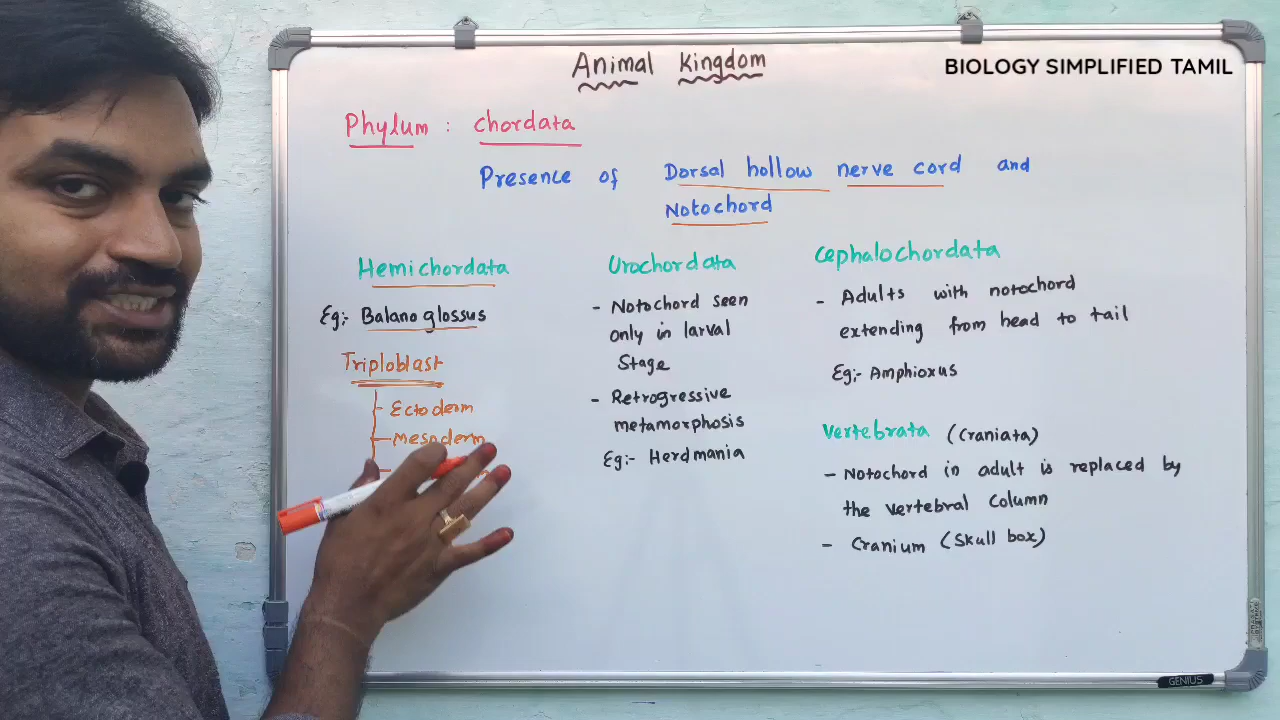 Animal Kingdom
BIOLOGY SIMPLIFIED TAMIL
Phylum : Chordata
Presence of Dorsal hollow nerve cord and
Notochord
Hemichordata
Eg:- Balanoglossus
Triploblast
- Ectoderm
- Mesoderm
Urochordata
- Notochord seen
only in larval
Stage
- Retrogressive
metamorphosis
Eg:- Herdmania
Cephalochordata
- Adults with notochord
extending from head to tail
Eg:- Amphioxus
Vertebrata (Craniata)
- Notochord in adult is replaced by
the vertebral column
- Cranium (Skull box)
GENIUS